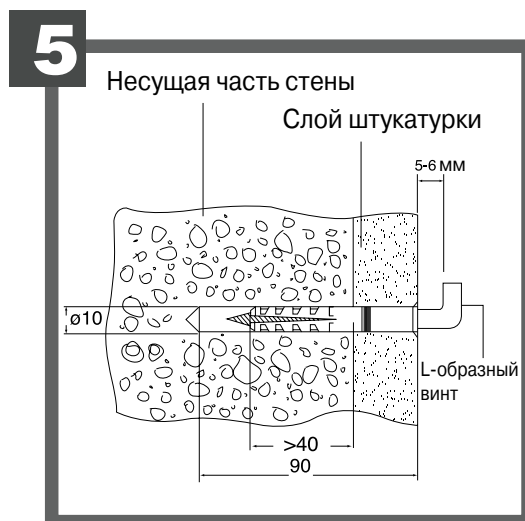 5
Несущая часть стены
Слой штукатурки
5-6 мм
ø10
L-образный
винт
>40
90